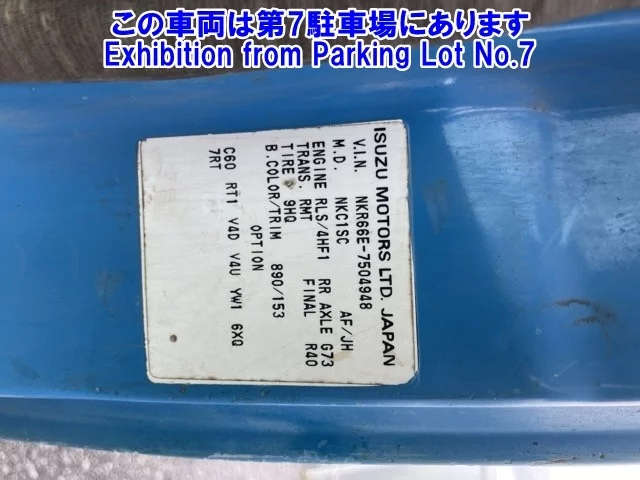 この車両は第7駐車場にあります
Exhibition from Parking Lot No.7
ISUZU MOTORS LTD. JAPAN
V.I.N. NKR66E-7504948
M.D. NKC1SC AF/JH
ENGINE RLS/4HF1 RR AXLE G73
TRANS. RMT FINAL R40
TIRE 9HQ
B.COLOR/TRIM 890/153
OPTION
C60 RT1 V4D V4U YW1 6XQ
7RT